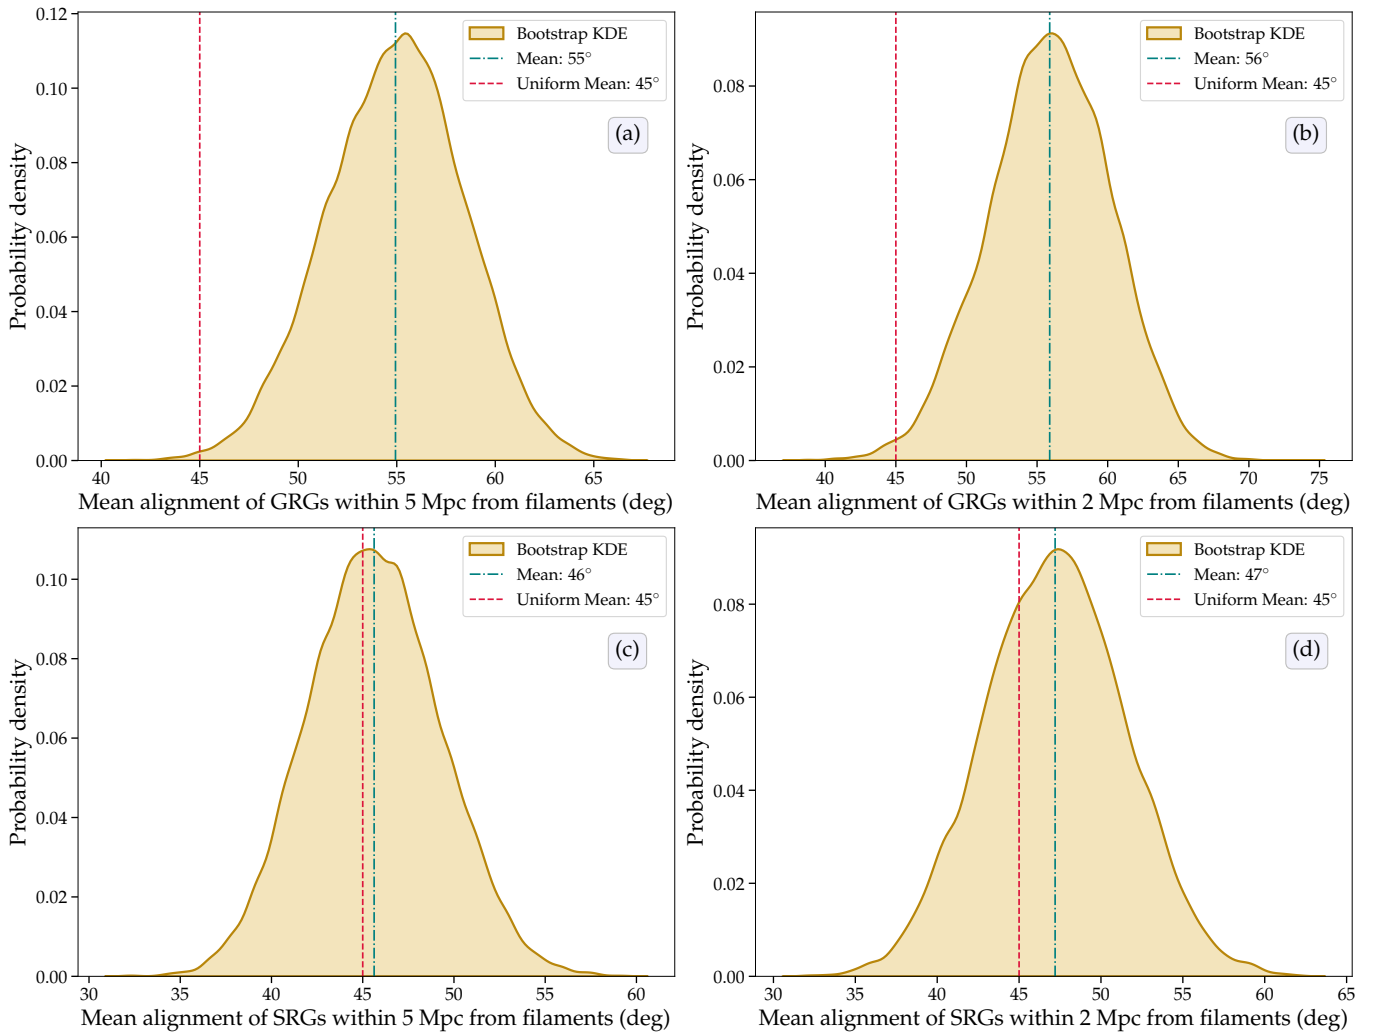 Probability density
0.12
0.10
0.08
0.06
0.04
0.02
0.00
Bootstrap KDE
Mean: 55°
Uniform Mean: 45°
(a)
40 45 50 55 60 65
Mean alignment of GRGs within 5 Mpc from filaments (deg)
Probability density
0.08
0.06
0.04
0.02
0.00
Bootstrap KDE
Mean: 56°
Uniform Mean: 45°
(b)
40 45 50 55 60 65 70 75
Mean alignment of GRGs within 2 Mpc from filaments (deg)
Probability density
0.10
0.08
0.06
0.04
0.02
0.00
Bootstrap KDE
Mean: 46°
Uniform Mean: 45°
(c)
30 35 40 45 50 55 60
Mean alignment of SRGs within 5 Mpc from filaments (deg)
Probability density
0.08
0.06
0.04
0.02
0.00
Bootstrap KDE
Mean: 47°
Uniform Mean: 45°
(d)
30 35 40 45 50 55 60 65
Mean alignment of SRGs within 2 Mpc from filaments (deg)